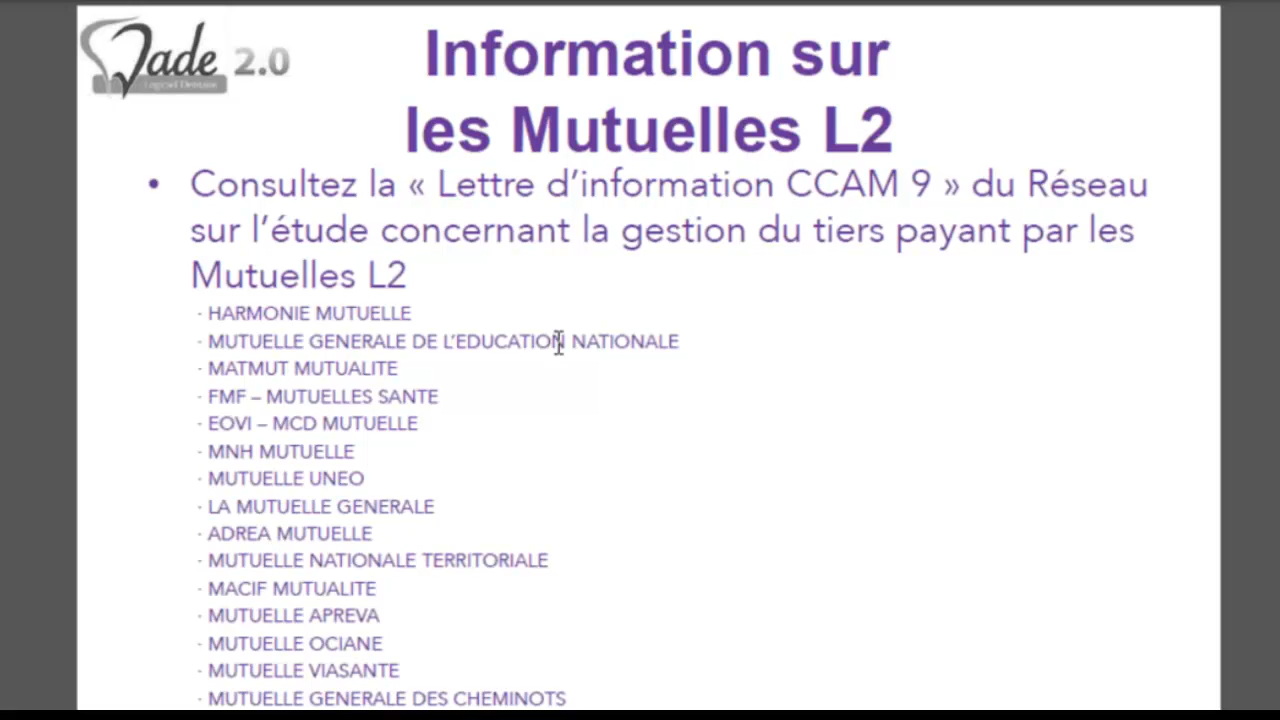 Jade 2.0
Logiciel Dentaire
Information sur
les Mutuelles L2
• Consultez la « Lettre d’information CCAM 9 » du Réseau
sur l’étude concernant la gestion du tiers payant par les
Mutuelles L2
· HARMONIE MUTUELLE
· MUTUELLE GENERALE DE L’EDUCATION NATIONALE
· MATMUT MUTUALITE
· FMF – MUTUELLES SANTE
· EOVI – MCD MUTUELLE
· MNH MUTUELLE
· MUTUELLE UNEO
· LA MUTUELLE GENERALE
· ADREA MUTUELLE
· MUTUELLE NATIONALE TERRITORIALE
· MACIF MUTUALITE
· MUTUELLE APREVA
· MUTUELLE OCIANE
· MUTUELLE VIASANTE
· MUTUELLE GENERALE DES CHEMINOTS